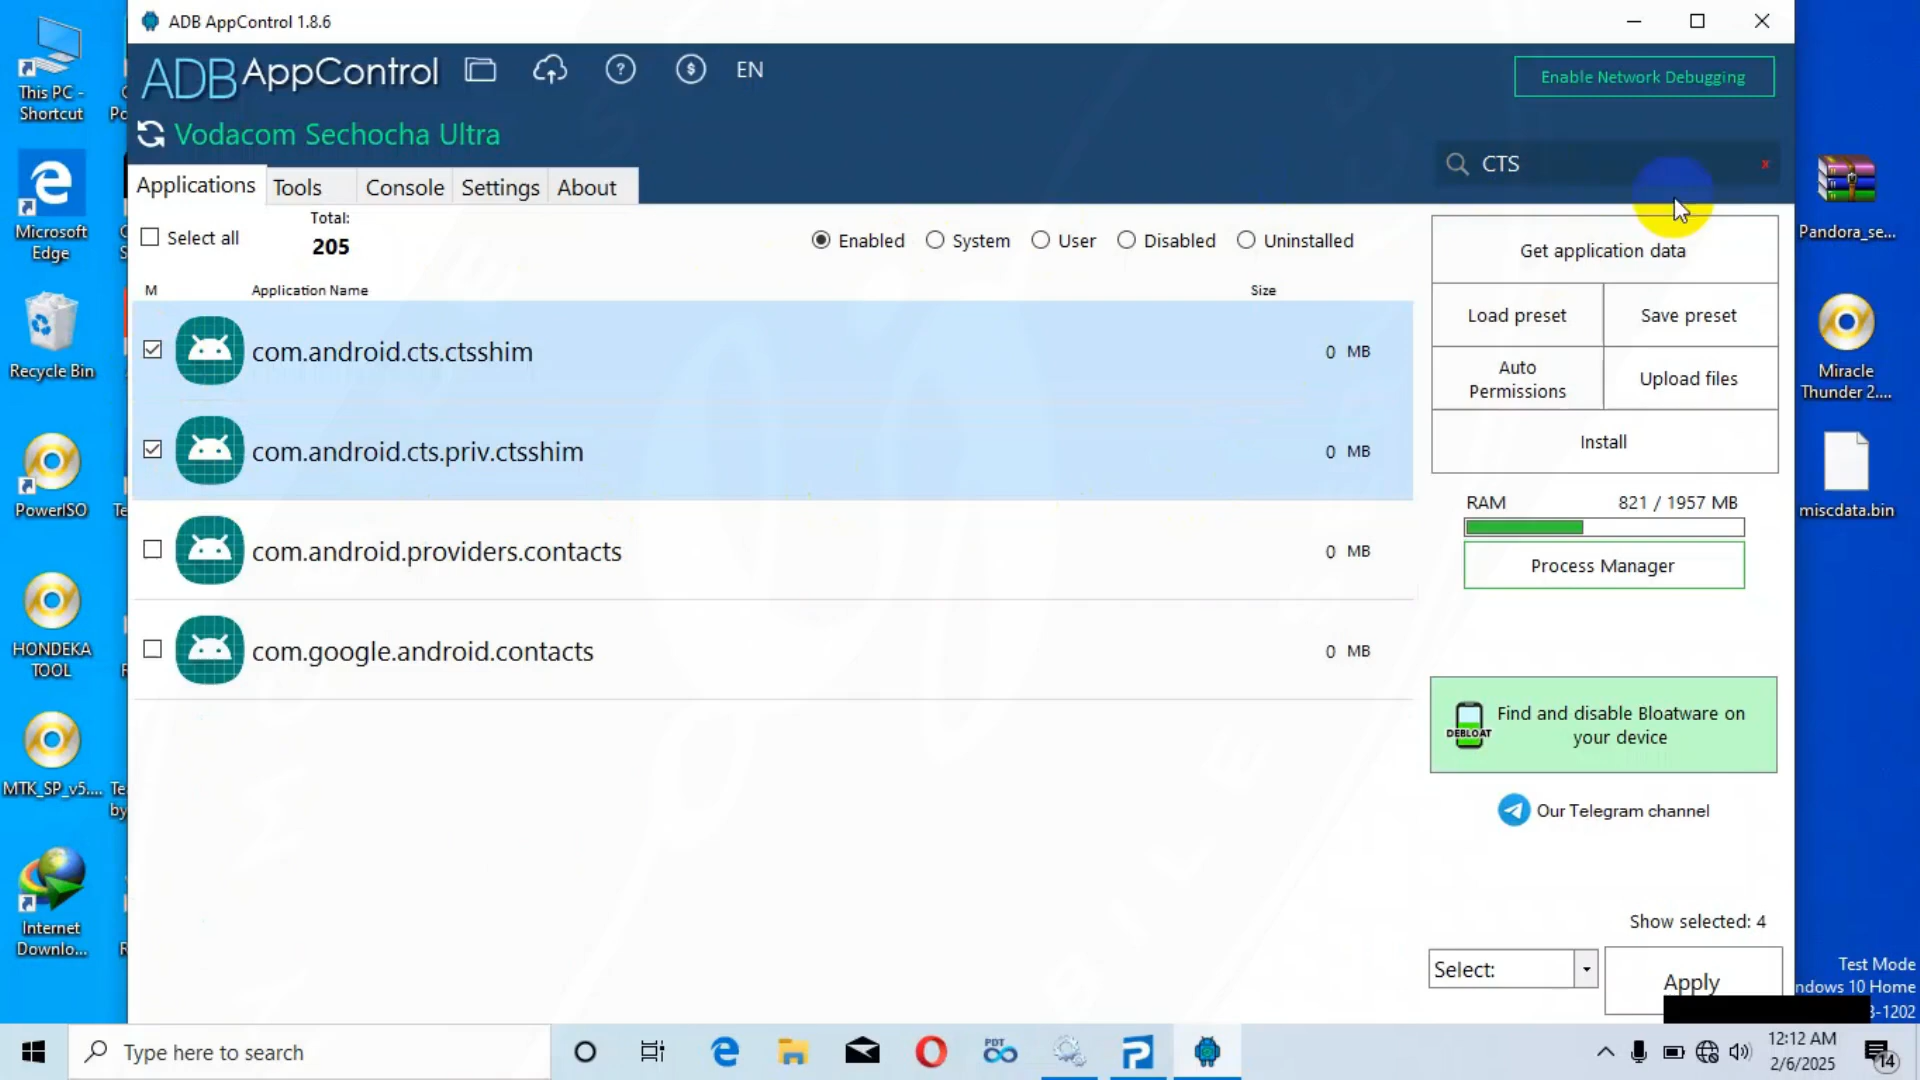 ADB AppControl 1.8.6
ADB AppControl
EN
Enable Network Debugging
Vodacom Sechocha Ultra
CTS
x
Applications
Tools
Console
Settings
About
Select all
Total:
205
Enabled
System
User
Disabled
Uninstalled
M
Application Name
Size
com.android.cts.ctsshim
0 MB
com.android.cts.priv.ctsshim
0 MB
com.android.providers.contacts
0 MB
com.google.android.contacts
0 MB
Get application data
Load preset
Save preset
Auto
Permissions
Upload files
Install
RAM
821 / 1957 MB
Process Manager
DEBLOAT
Find and disable Bloatware on
your device
Our Telegram channel
Show selected: 4
Select:
Apply
This PC -
Shortcut
Microsoft
Edge
Recycle Bin
PowerISO
HONDEKA
TOOL
MTK_SP_v5....
Internet
Downlo...
Pandora_se...
Miracle
Thunder 2....
miscdata.bin
Test Mode
ndows 10 Home
-1202
Type here to search
PDT
12:12 AM
2/6/2025
14